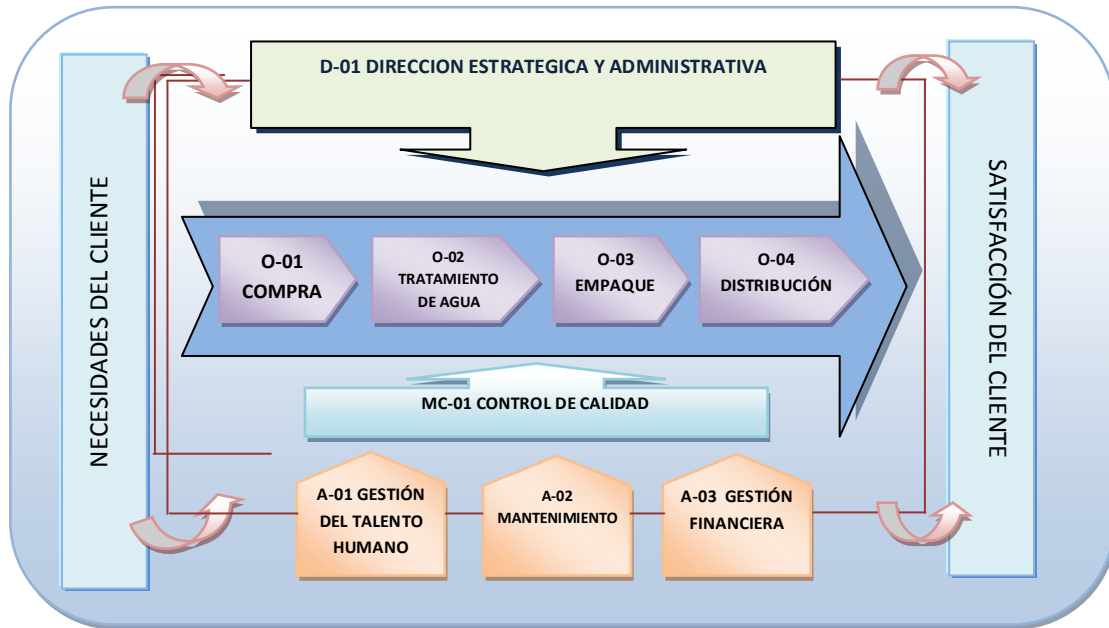 D-01 DIRECCION ESTRATEGICA Y ADMINISTRATIVA
NECESIDADES DEL CLIENTE
O-01
COMPRA
O-02
TRATAMIENTO
DE AGUA
O-03
EMPAQUE
O-04
DISTRIBUCIÓN
SATISFACCIÓN DEL CLIENTE
MC-01 CONTROL DE CALIDAD
A-01 GESTIÓN
DEL TALENTO
HUMANO
A-02
MANTENIMIENTO
A-03 GESTIÓN
FINANCIERA